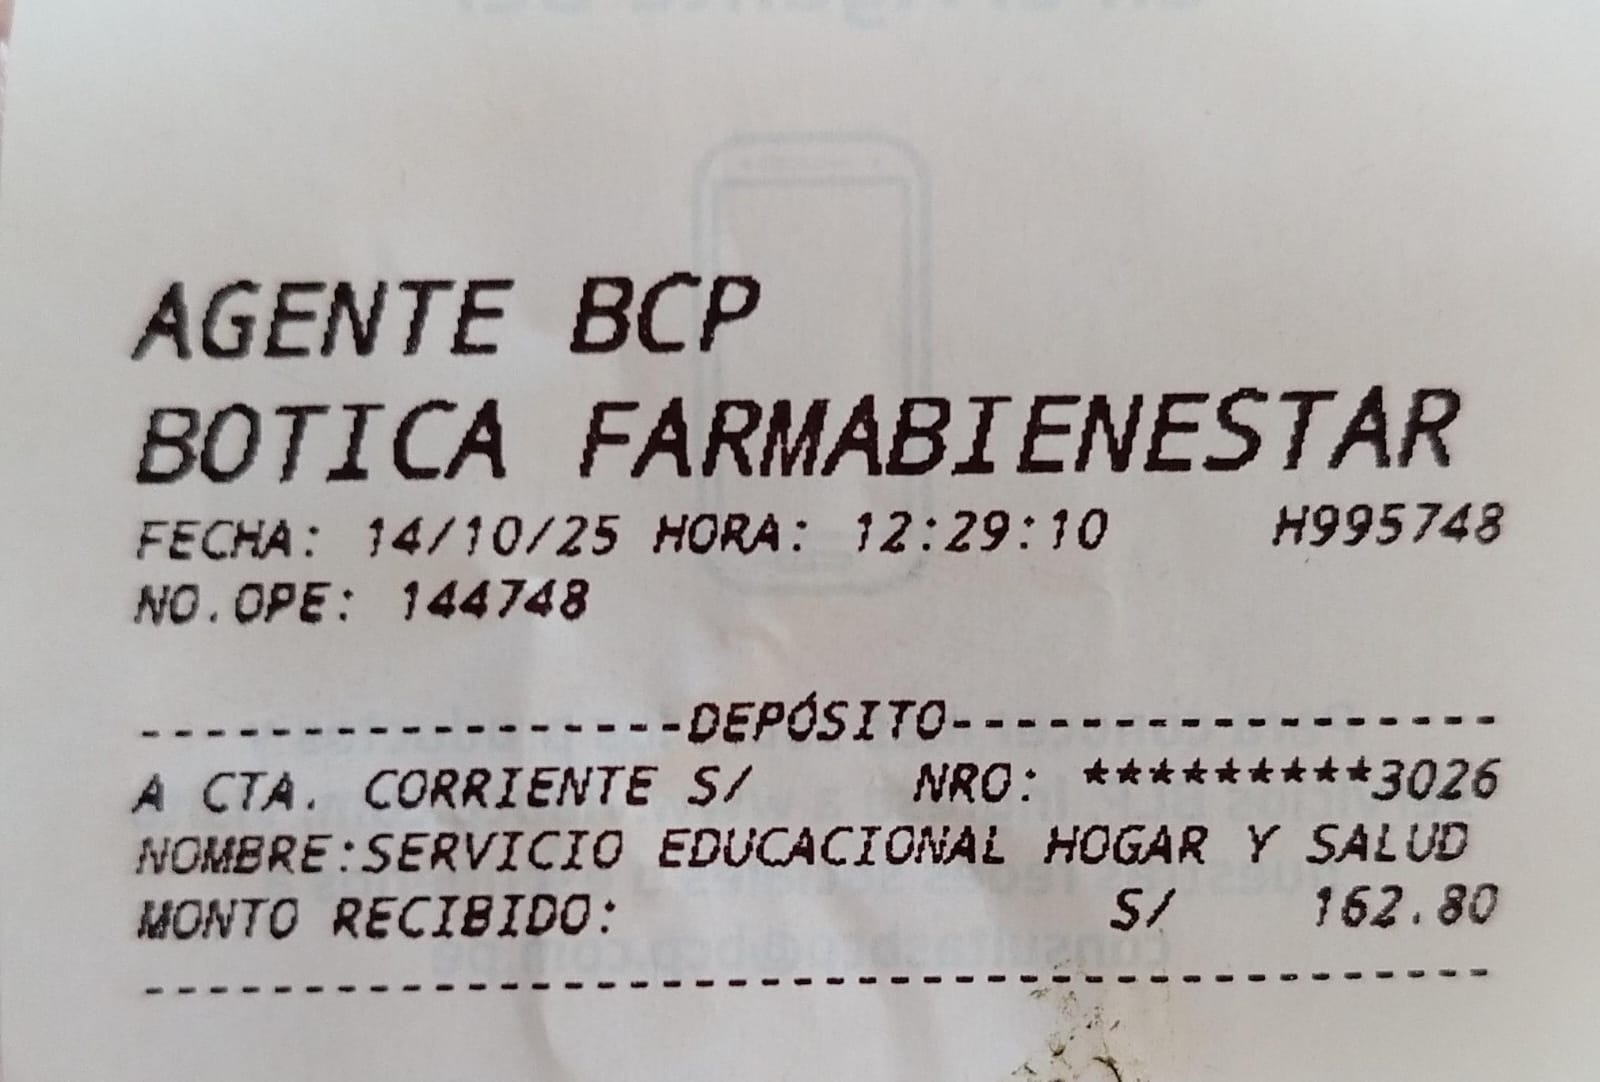 AGENTE BCP
BOTICA FARMABIENESTAR
FECHA: 14/10/25 HORA: 12:29:10 H995748
NO.OPE: 144748
-----------------DEPÓSITO-----------------
A CTA. CORRIENTE S/ NRO: *********3026
NOMBRE:SERVICIO EDUCACIONAL HOGAR Y SALUD
MONTO RECIBIDO: S/ 162.80
------------------------------------------